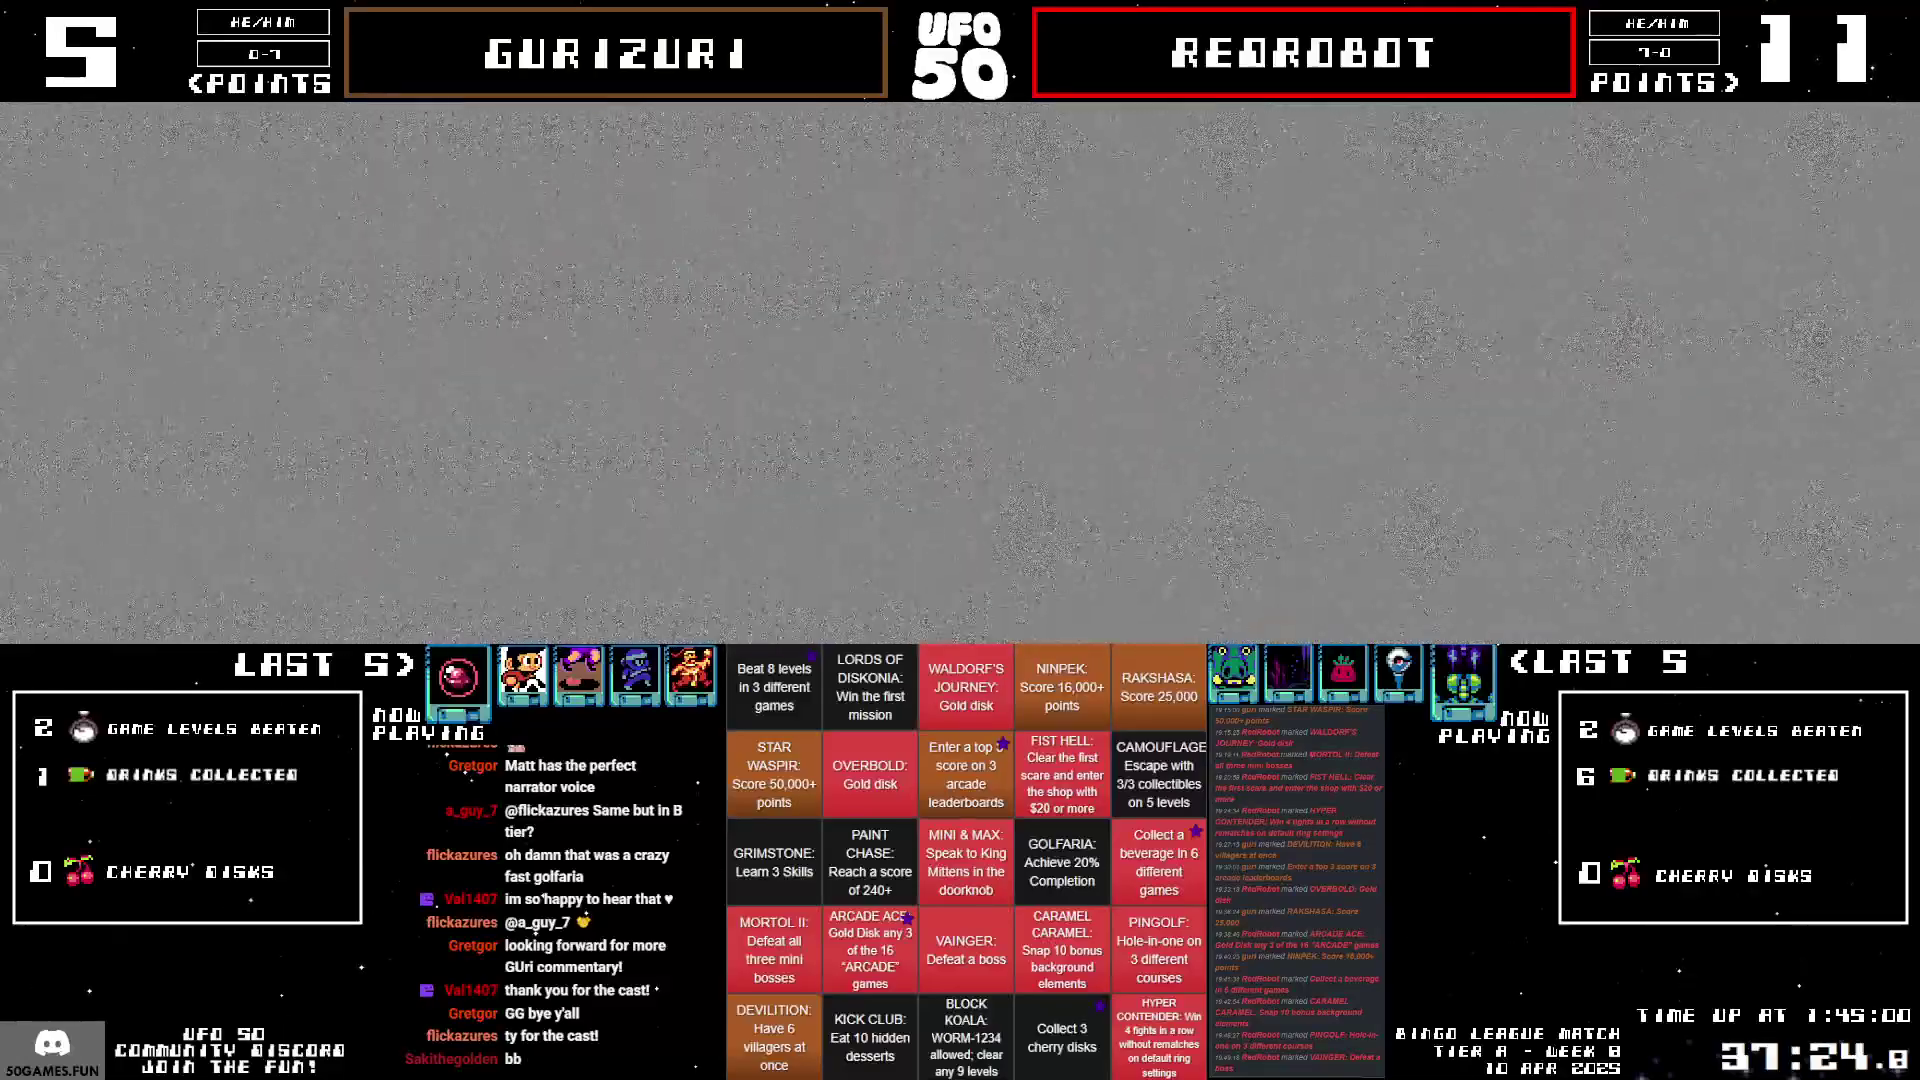 5
HE/HIM
0-7
<POINTS
GURIZURI
UFO
50
REDROBOT
HE/HIM
7-0
POINTS>
11
LAST 5>
NOW
PLAYING
2 GAME LEVELS BEATEN
1 DRINKS COLLECTED
0 CHERRY DISKS
Gretgor Matt has the perfect
narrator voice
a_guy_7 @flickazures Same but in B
tier?
flickazures oh damn that was a crazy
fast golfaria
Val1407 im so happy to hear that ♥
flickazures @a_guy_7
Gretgor looking forward for more
GUri commentary!
Val1407 thank you for the cast!
Gretgor GG bye y'all
flickazures ty for the cast!
Sakithegolden bb
50GAMES.FUN
UFO 50
COMMUNITY DISCORD
JOIN THE FUN!
Beat 8 levels
in 3 different
games
LORDS OF
DISKONIA:
Win the first
mission
WALDORF'S
JOURNEY:
Gold disk
NINPEK:
Score 16,000+
points
RAKSHASA:
Score 25,000
STAR
WASPIR:
Score 50,000+
points
OVERBOLD:
Gold disk
Enter a top 3
score on 3
arcade
leaderboards
FIST HELL:
Clear the first
scare and enter
the shop with
$20 or more
CAMOUFLAGE
Escape with
3/3 collectibles
on 5 levels
GRIMSTONE:
Learn 3 Skills
PAINT
CHASE:
Reach a score
of 240+
MINI & MAX:
Speak to King
Mittens in the
doorknob
GOLFARIA:
Achieve 20%
Completion
Collect a
beverage in 6
different
games
MORTOL II:
Defeat all
three mini
bosses
ARCADE ACE:
Gold Disk any 3
of the 16
"ARCADE"
games
VAINGER:
Defeat a boss
CARAMEL
CARAMEL:
Snap 10 bonus
background
elements
PINGOLF:
Hole-in-one on
3 different
courses
DEVILITION:
Have 6
villagers at
once
KICK CLUB:
Eat 10 hidden
desserts
BLOCK
KOALA:
WORM-1234
allowed; clear
any 9 levels
Collect 3
cherry disks
HYPER
CONTENDER: Win
4 fights in a row
without rematches
on default ring
settings
<LAST 5
NOW
PLAYING
2 GAME LEVELS BEATEN
6 DRINKS COLLECTED
0 CHERRY DISKS
BINGO LEAGUE MATCH
TIER A - WEEK 8
10 APR 2025
TIME UP AT 1:45:00
37:24.8